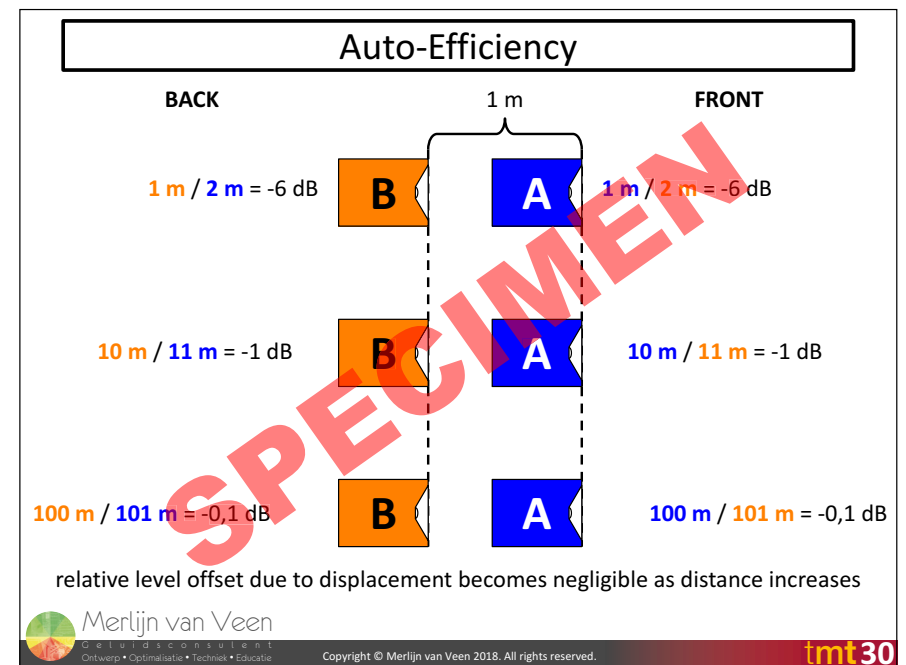 Auto-Efficiency
BACK
1 m
FRONT
1 m / 2 m = -6 dB
B
A
1 m / 2 m = -6 dB
10 m / 11 m = -1 dB
B
A
10 m / 11 m = -1 dB
100 m / 101 m = -0,1 dB
B
A
100 m / 101 m = -0,1 dB
SPECIMEN
relative level offset due to displacement becomes negligible as distance increases
Merlijn van Veen
Geluidsconsulent
Ontwerp • Optimalisatie • Techniek • Educatie
Copyright © Merlijn van Veen 2018. All rights reserved.
tmt 30